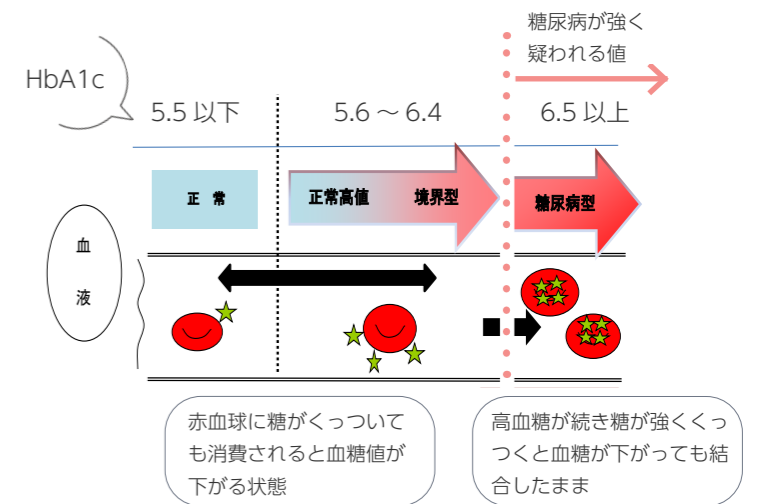 糖尿病が強く
疑われる値
HbA1c
5.5 以下
5.6 ～ 6.4
6.5 以上
正 常
正常高値
境界型
糖尿病型
血
液
赤血球に糖がくっついて
も消費されると血糖値が
下がる状態
高血糖が続き糖が強くくっ
つくと血糖が下がっても結
合したまま